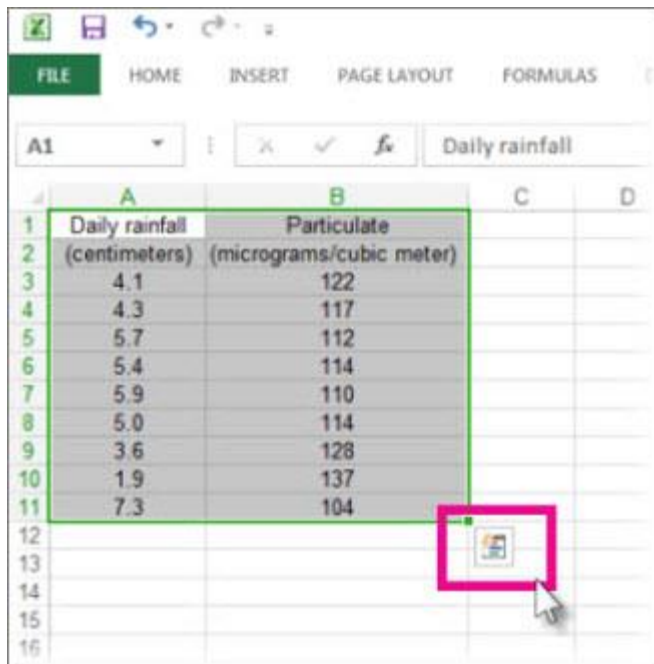 FILE HOME INSERT PAGE LAYOUT FORMULAS
A1 fx Daily rainfall
A B C D
1 Daily rainfall Particulate
2 (centimeters) (micrograms/cubic meter)
3 4.1 122
4 4.3 117
5 5.7 112
6 5.4 114
7 5.9 110
8 5.0 114
9 3.6 128
10 1.9 137
11 7.3 104
12
13
14
15
16